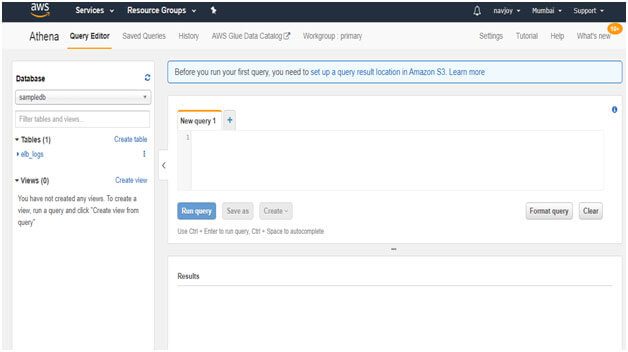 aws Services Resource Groups navjoy Mumbai Support
Athena Query Editor Saved Queries History AWS Glue Data Catalog Workgroup : primary Settings Tutorial Help What's new
Database
sampledb
Filter tables and views...
Tables (1) Create table
elb_logs
Views (0) Create view
You have not created any views. To create a
view, run a query and click "Create view from
query"
Before you run your first query, you need to set up a query result location in Amazon S3. Learn more
New query 1 +
1
Run query Save as Create Format query Clear
Use Ctrl + Enter to run query, Ctrl + Space to autocomplete
Results